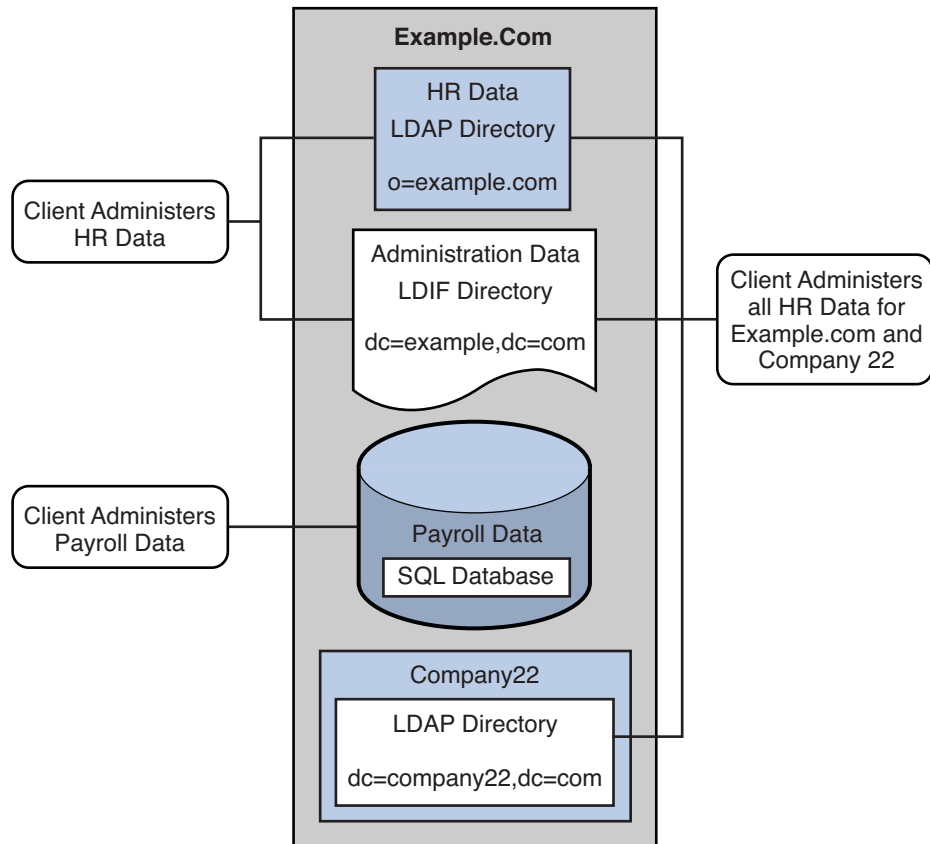 Example.Com
HR Data
LDAP Directory
o=example.com
Client Administers
HR Data
Administration Data
LDIF Directory
dc=example,dc=com
Client Administers
all HR Data for
Example.com and
Company 22
Client Administers
Payroll Data
Payroll Data
SQL Database
Company22
LDAP Directory
dc=company22,dc=com